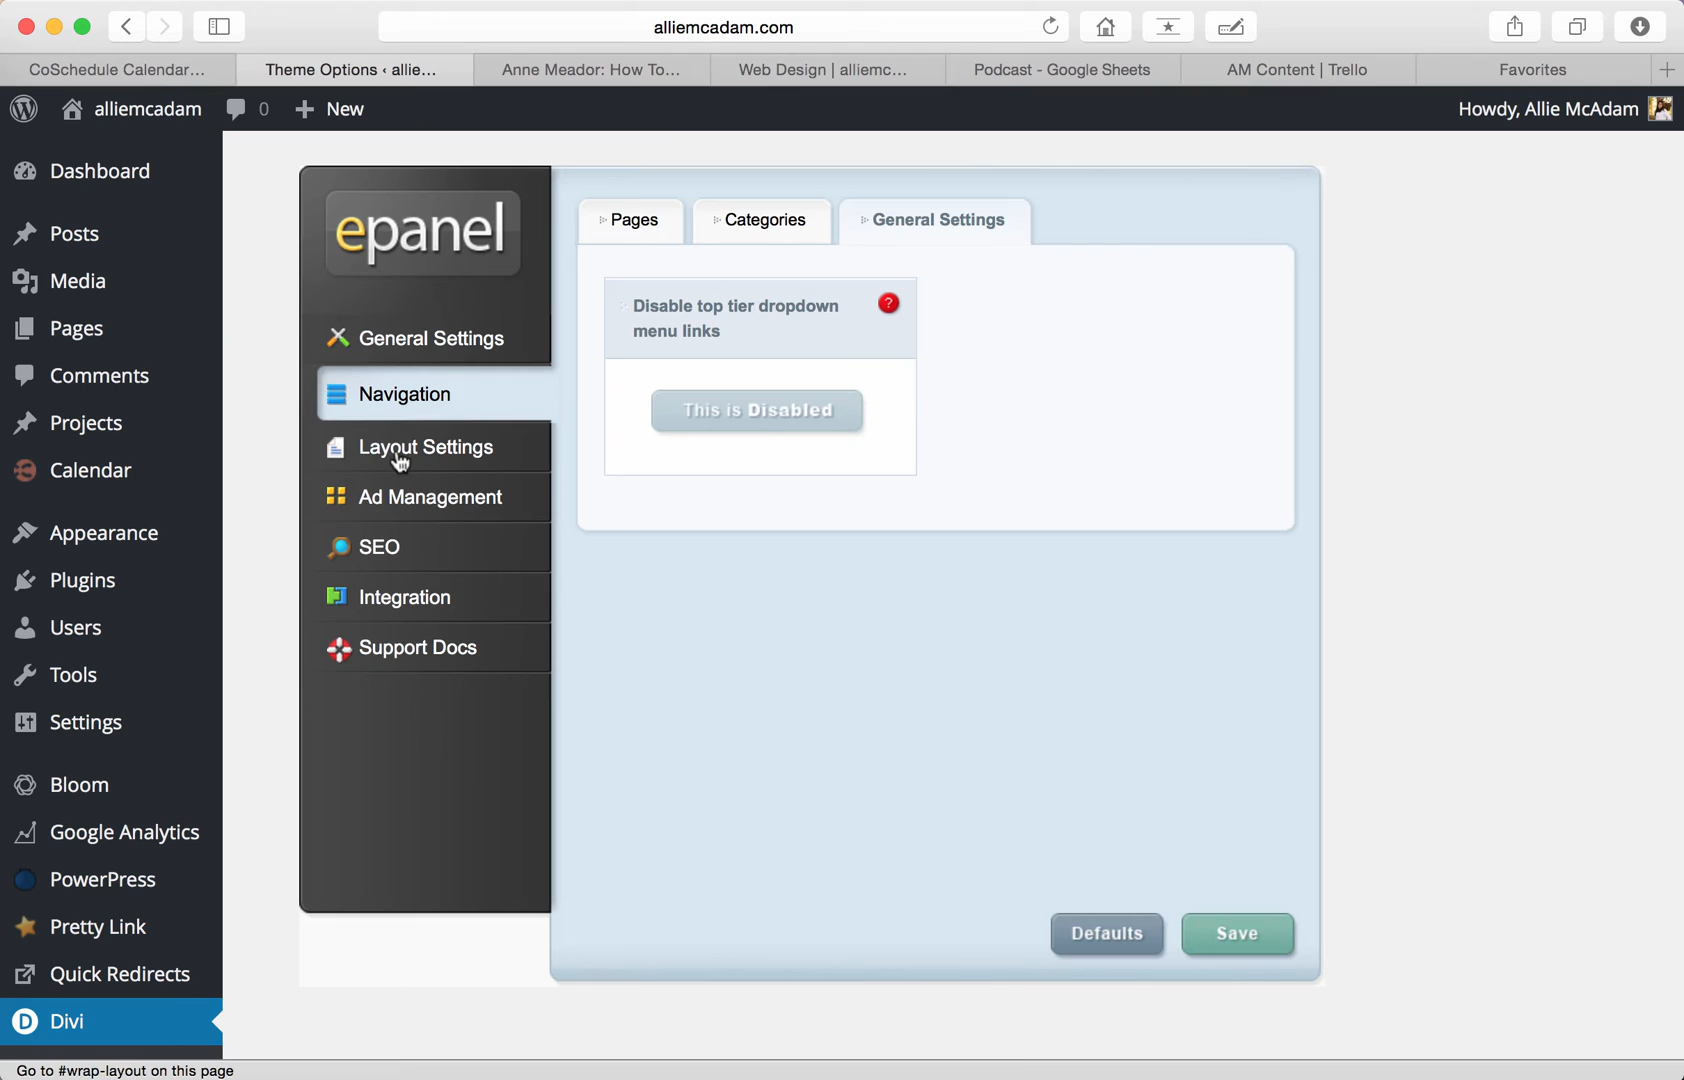 alliemcadam.com
CoSchedule Calendar...
Theme Options ‹ allie...
Anne Meador: How To...
Web Design | alliemc...
Podcast - Google Sheets
AM Content | Trello
Favorites
alliemcadam
0
New
Howdy, Allie McAdam
Dashboard
Posts
Media
Pages
Comments
Projects
Calendar
Appearance
Plugins
Users
Tools
Settings
Bloom
Google Analytics
PowerPress
Pretty Link
Quick Redirects
D Divi
epanel
General Settings
Navigation
Layout Settings
Ad Management
SEO
Integration
Support Docs
Pages
Categories
General Settings
Disable top tier dropdown
menu links
?
This is Disabled
Defaults
Save
Go to #wrap-layout on this page